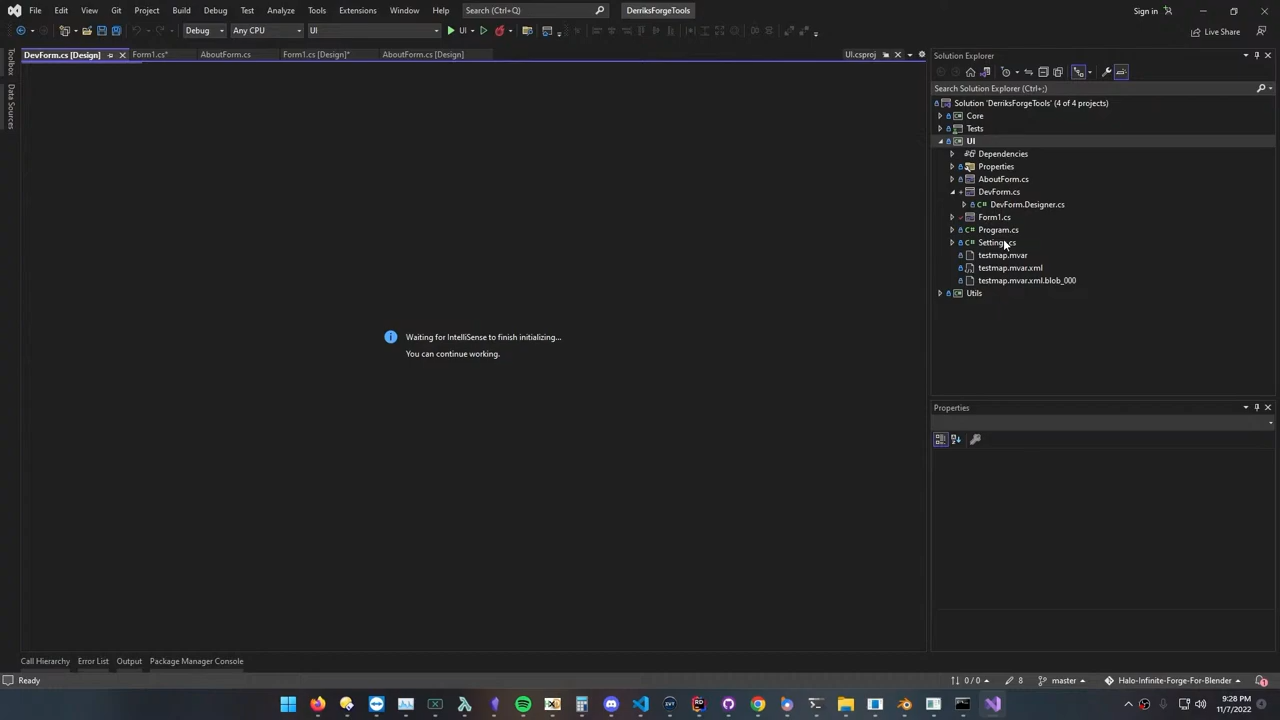 File Edit View Git Project Build Debug Test Analyze Tools Extensions Window Help Search (Ctrl+Q) DerriksForgeTools Sign in
Debug Any CPU UI UI Live Share
DevForm.cs [Design] Form1.cs* AboutForm.cs Form1.cs [Design]* AboutForm.cs [Design] UI.csproj
Toolbox
Data Sources
Waiting for IntelliSense to finish initializing...
You can continue working.
Solution Explorer
Search Solution Explorer (Ctrl+;)
Solution 'DerriksForgeTools' (4 of 4 projects)
Core
Tests
UI
Dependencies
Properties
AboutForm.cs
DevForm.cs
DevForm.Designer.cs
Form1.cs
Program.cs
Settings.cs
testmap.mvar
testmap.mvar.xml
testmap.mvar.xml.blob_000
Utils
Properties
Call Hierarchy Error List Output Package Manager Console
Ready 0 / 0 8 master Halo-Infinite-Forge-For-Blender
9:28 PM
11/7/2022